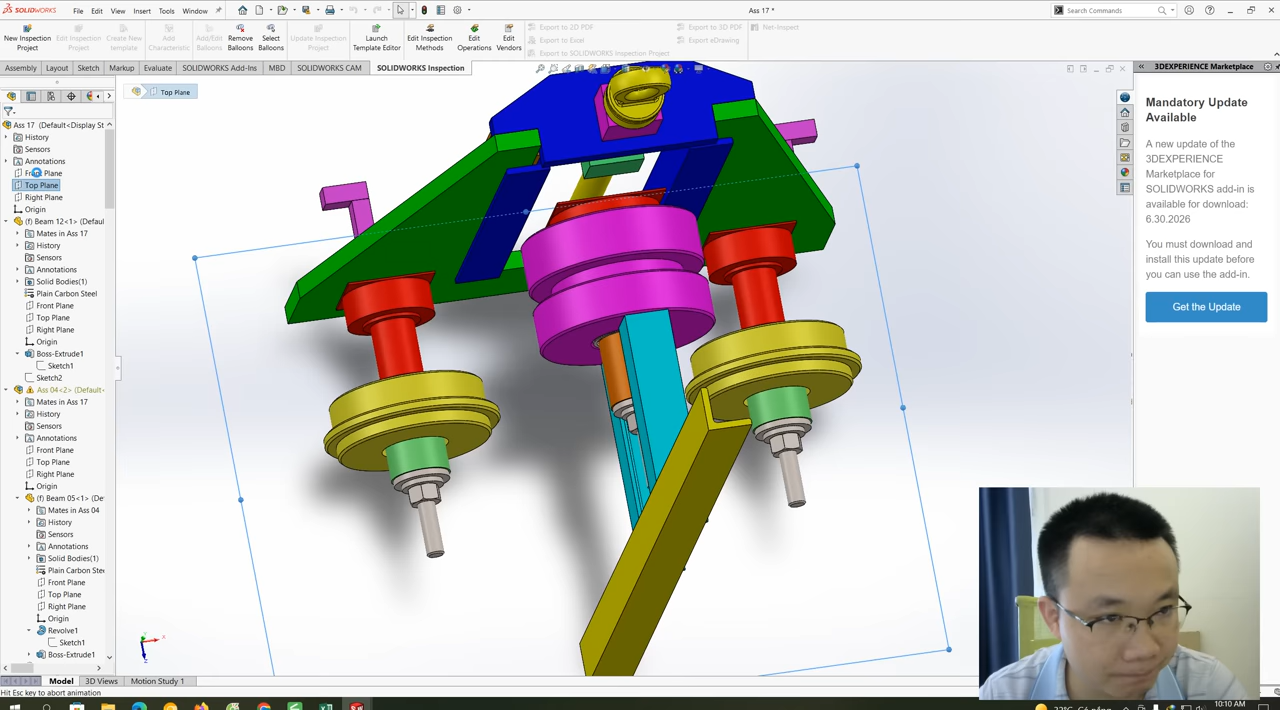 SOLIDWORKS
File
Edit
View
Insert
Tools
Window
Ass 17 *
Search Commands
New Inspection Project
Edit Inspection Project
Create New template
Add Characteristic
Add/Edit Balloons
Remove Balloons
Select Balloons
Update Inspection Project
Launch Template Editor
Edit Inspection Methods
Edit Operations
Edit Vendors
Export to 2D PDF
Export to Excel
Export to SOLIDWORKS Inspection Project
Export to 3D PDF
Export eDrawing
Net-Inspect
Assembly
Layout
Sketch
Markup
Evaluate
SOLIDWORKS Add-Ins
MBD
SOLIDWORKS CAM
SOLIDWORKS Inspection
Top Plane
Ass 17 (Default<Display St
History
Sensors
Annotations
Front Plane
Top Plane
Right Plane
Origin
(f) Beam 12<1> (Defaul
Mates in Ass 17
History
Sensors
Annotations
Solid Bodies(1)
Plain Carbon Steel
Front Plane
Top Plane
Right Plane
Origin
Boss-Extrude1
Sketch1
Sketch2
Ass 04<2> (Default<
Mates in Ass 17
History
Sensors
Annotations
Front Plane
Top Plane
Right Plane
Origin
(f) Beam 05<1> (De
Mates in Ass 04
History
Sensors
Annotations
Solid Bodies(1)
Plain Carbon Stee
Front Plane
Top Plane
Right Plane
Origin
Revolve1
Sketch1
Boss-Extrude1
3DEXPERIENCE Marketplace
Mandatory Update
Available
A new update of the
3DEXPERIENCE
Marketplace for
SOLIDWORKS add-in is
available for download:
6.30.2026
You must download and
install this update before
you can use the add-in.
Get the Update
Model
3D Views
Motion Study 1
Hit Esc key to abort animation
10:10 AM